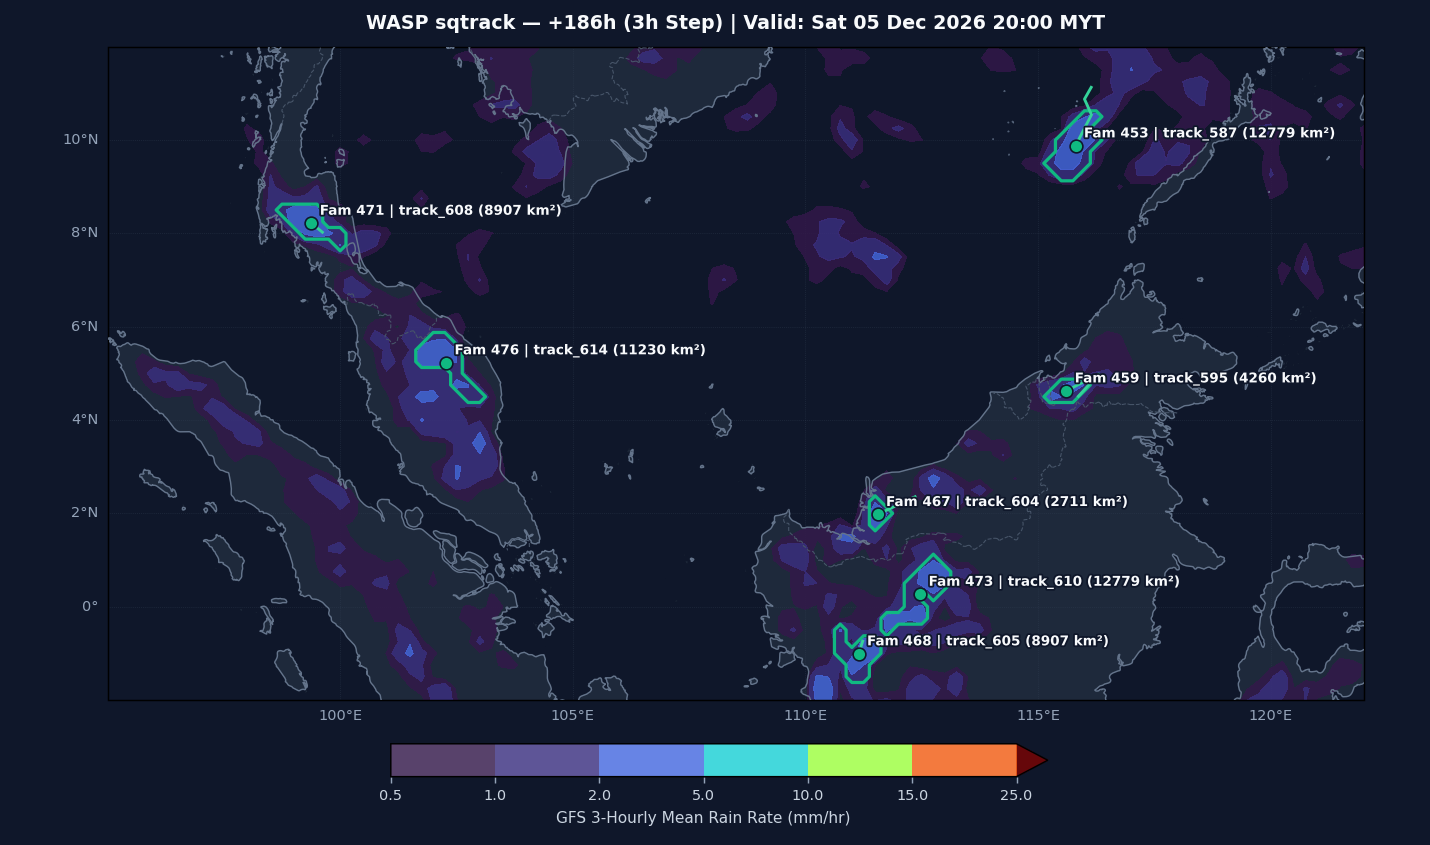 WASP sqtrack — +186h (3h Step) | Valid: Sat 05 Dec 2026 20:00 MYT
10°N
8°N
6°N
4°N
2°N
0°
Fam 453 | track_587 (12779 km²)
Fam 471 | track_608 (8907 km²)
Fam 476 | track_614 (11230 km²)
Fam 459 | track_595 (4260 km²)
Fam 467 | track_604 (2711 km²)
Fam 473 | track_610 (12779 km²)
Fam 468 | track_605 (8907 km²)
100°E 105°E 110°E 115°E 120°E
0.5 1.0 2.0 5.0 10.0 15.0 25.0
GFS 3-Hourly Mean Rain Rate (mm/hr)